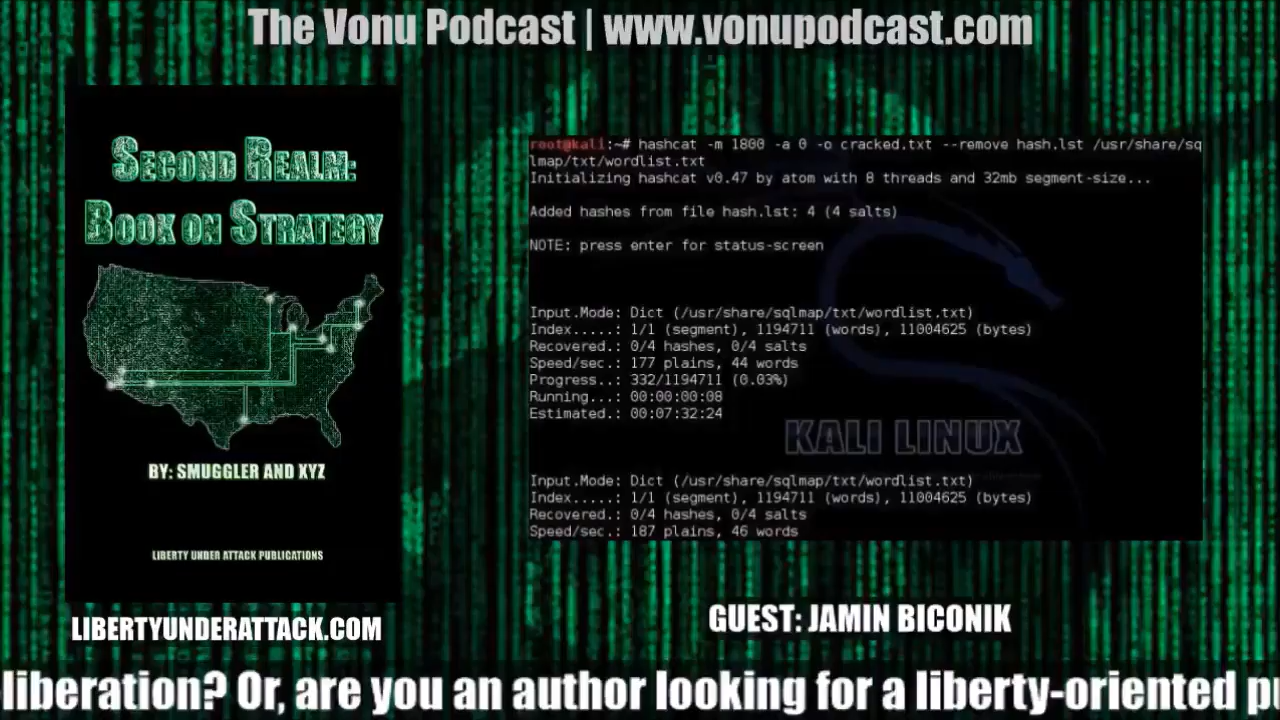 The Vonu Podcast | www.vonupodcast.com
SECOND REALM:
BOOK ON STRATEGY
BY: SMUGGLER AND XYZ
LIBERTY UNDER ATTACK PUBLICATIONS
LIBERTYUNDERATTACK.COM
root@kali:~# hashcat -m 1800 -a 0 -o cracked.txt --remove hash.lst /usr/share/sq
lmap/txt/wordlist.txt
Initializing hashcat v0.47 by atom with 8 threads and 32mb segment-size...
Added hashes from file hash.lst: 4 (4 salts)
NOTE: press enter for status-screen
Input.Mode: Dict (/usr/share/sqlmap/txt/wordlist.txt)
Index.....: 1/1 (segment), 1194711 (words), 11004625 (bytes)
Recovered.: 0/4 hashes, 0/4 salts
Speed/sec.: 177 plains, 44 words
Progress..: 332/1194711 (0.03%)
Running...: 00:00:00:08
Estimated.: 00:07:32:24
KALI LINUX
Input.Mode: Dict (/usr/share/sqlmap/txt/wordlist.txt)
Index.....: 1/1 (segment), 1194711 (words), 11004625 (bytes)
Recovered.: 0/4 hashes, 0/4 salts
Speed/sec.: 187 plains, 46 words
GUEST: JAMIN BICONIK
-liberation? Or, are you an author looking for a liberty-oriented pu